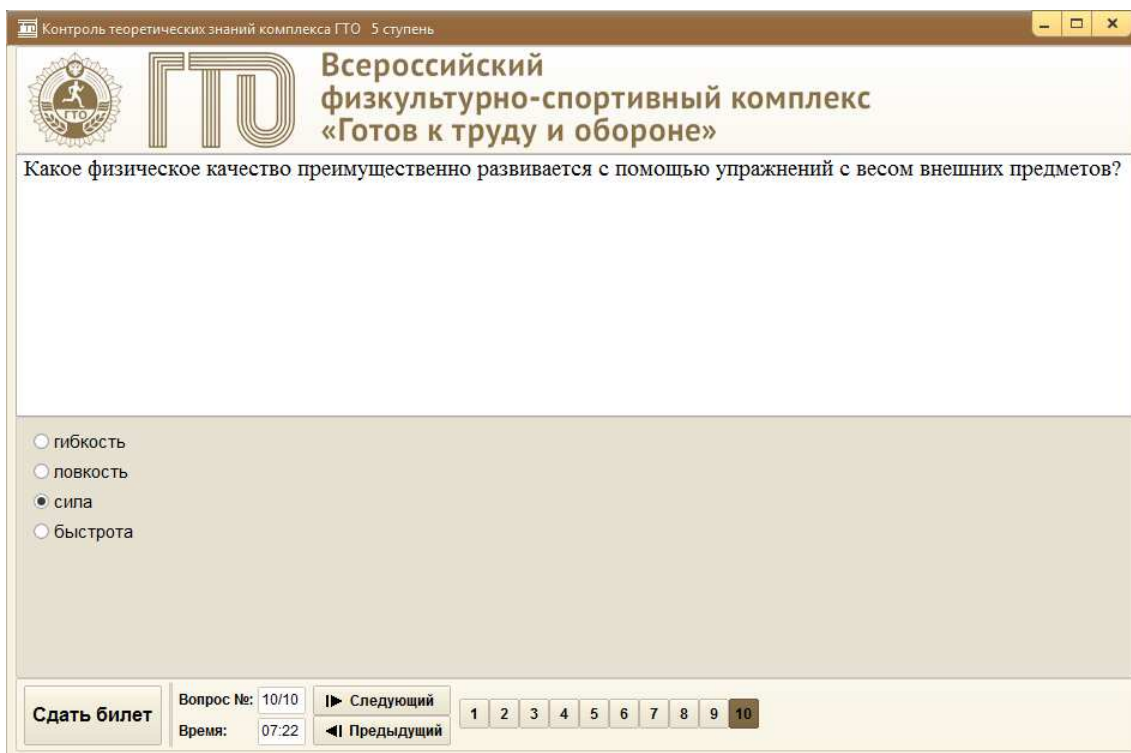 Контроль теоретических знаний комплекса ГТО 5 ступень
ГТО
ГТО
Всероссийский
физкультурно-спортивный комплекс
«Готов к труду и обороне»
Какое физическое качество преимущественно развивается с помощью упражнений с весом внешних предметов?
гибкость
ловкость
сила
быстрота
Сдать билет
Вопрос №: 10/10
Время: 07:22
Следующий
Предыдущий
1 2 3 4 5 6 7 8 9 10